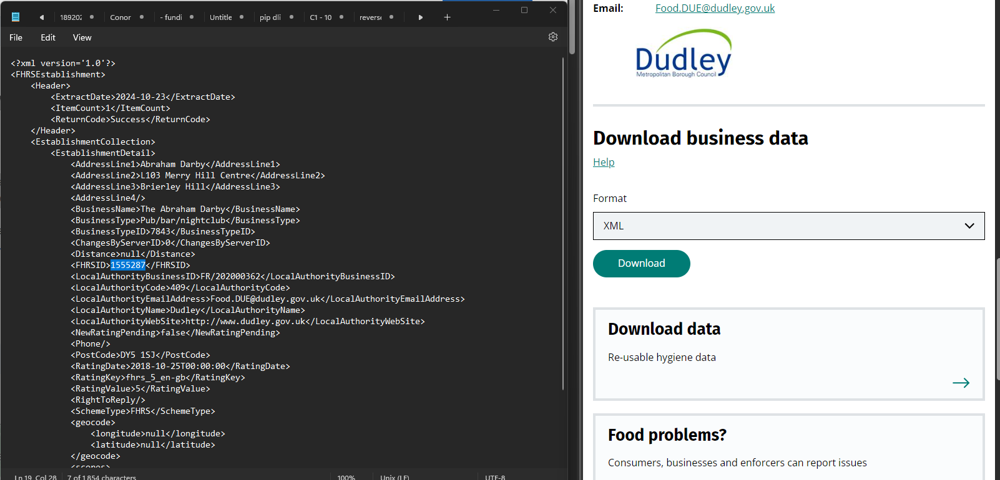 189202
Conor
- fundi
Untitle
pip dli
C1 - 10
reverse
File
Edit
View
<?xml version='1.0'?>
<FHRSEstablishment>
<Header>
<ExtractDate>2024-10-23</ExtractDate>
<ItemCount>1</ItemCount>
<ReturnCode>Success</ReturnCode>
</Header>
<EstablishmentCollection>
<EstablishmentDetail>
<AddressLine1>Abraham Darby</AddressLine1>
<AddressLine2>L103 Merry Hill Centre</AddressLine2>
<AddressLine3>Brierley Hill</AddressLine3>
<AddressLine4/>
<BusinessName>The Abraham Darby</BusinessName>
<BusinessType>Pub/bar/nightclub</BusinessType>
<BusinessTypeID>7843</BusinessTypeID>
<ChangesByServerID>0</ChangesByServerID>
<Distance>null</Distance>
<FHRSID>1555287</FHRSID>
<LocalAuthorityBusinessID>FR/202000362</LocalAuthorityBusinessID>
<LocalAuthorityCode>409</LocalAuthorityCode>
<LocalAuthorityEmailAddress>Food.DUE@dudley.gov.uk</LocalAuthorityEmailAddress>
<LocalAuthorityName>Dudley</LocalAuthorityName>
<LocalAuthorityWebSite>http://www.dudley.gov.uk</LocalAuthorityWebSite>
<NewRatingPending>false</NewRatingPending>
<Phone/>
<PostCode>DY5 1SJ</PostCode>
<RatingDate>2018-10-25T00:00:00</RatingDate>
<RatingKey>fhrs_5_en-gb</RatingKey>
<RatingValue>5</RatingValue>
<RightToReply/>
<SchemeType>FHRS</SchemeType>
<geocode>
<longitude>null</longitude>
<latitude>null</latitude>
</geocode>
<scores>
Ln 19, Col 28
7 of 1,854 characters
100%
Unix (LF)
UTF-8
Email: Food.DUE@dudley.gov.uk
Dudley
Metropolitan Borough Council
Download business data
Help
Format
XML
Download
Download data
Re-usable hygiene data
Food problems?
Consumers, businesses and enforcers can report issues